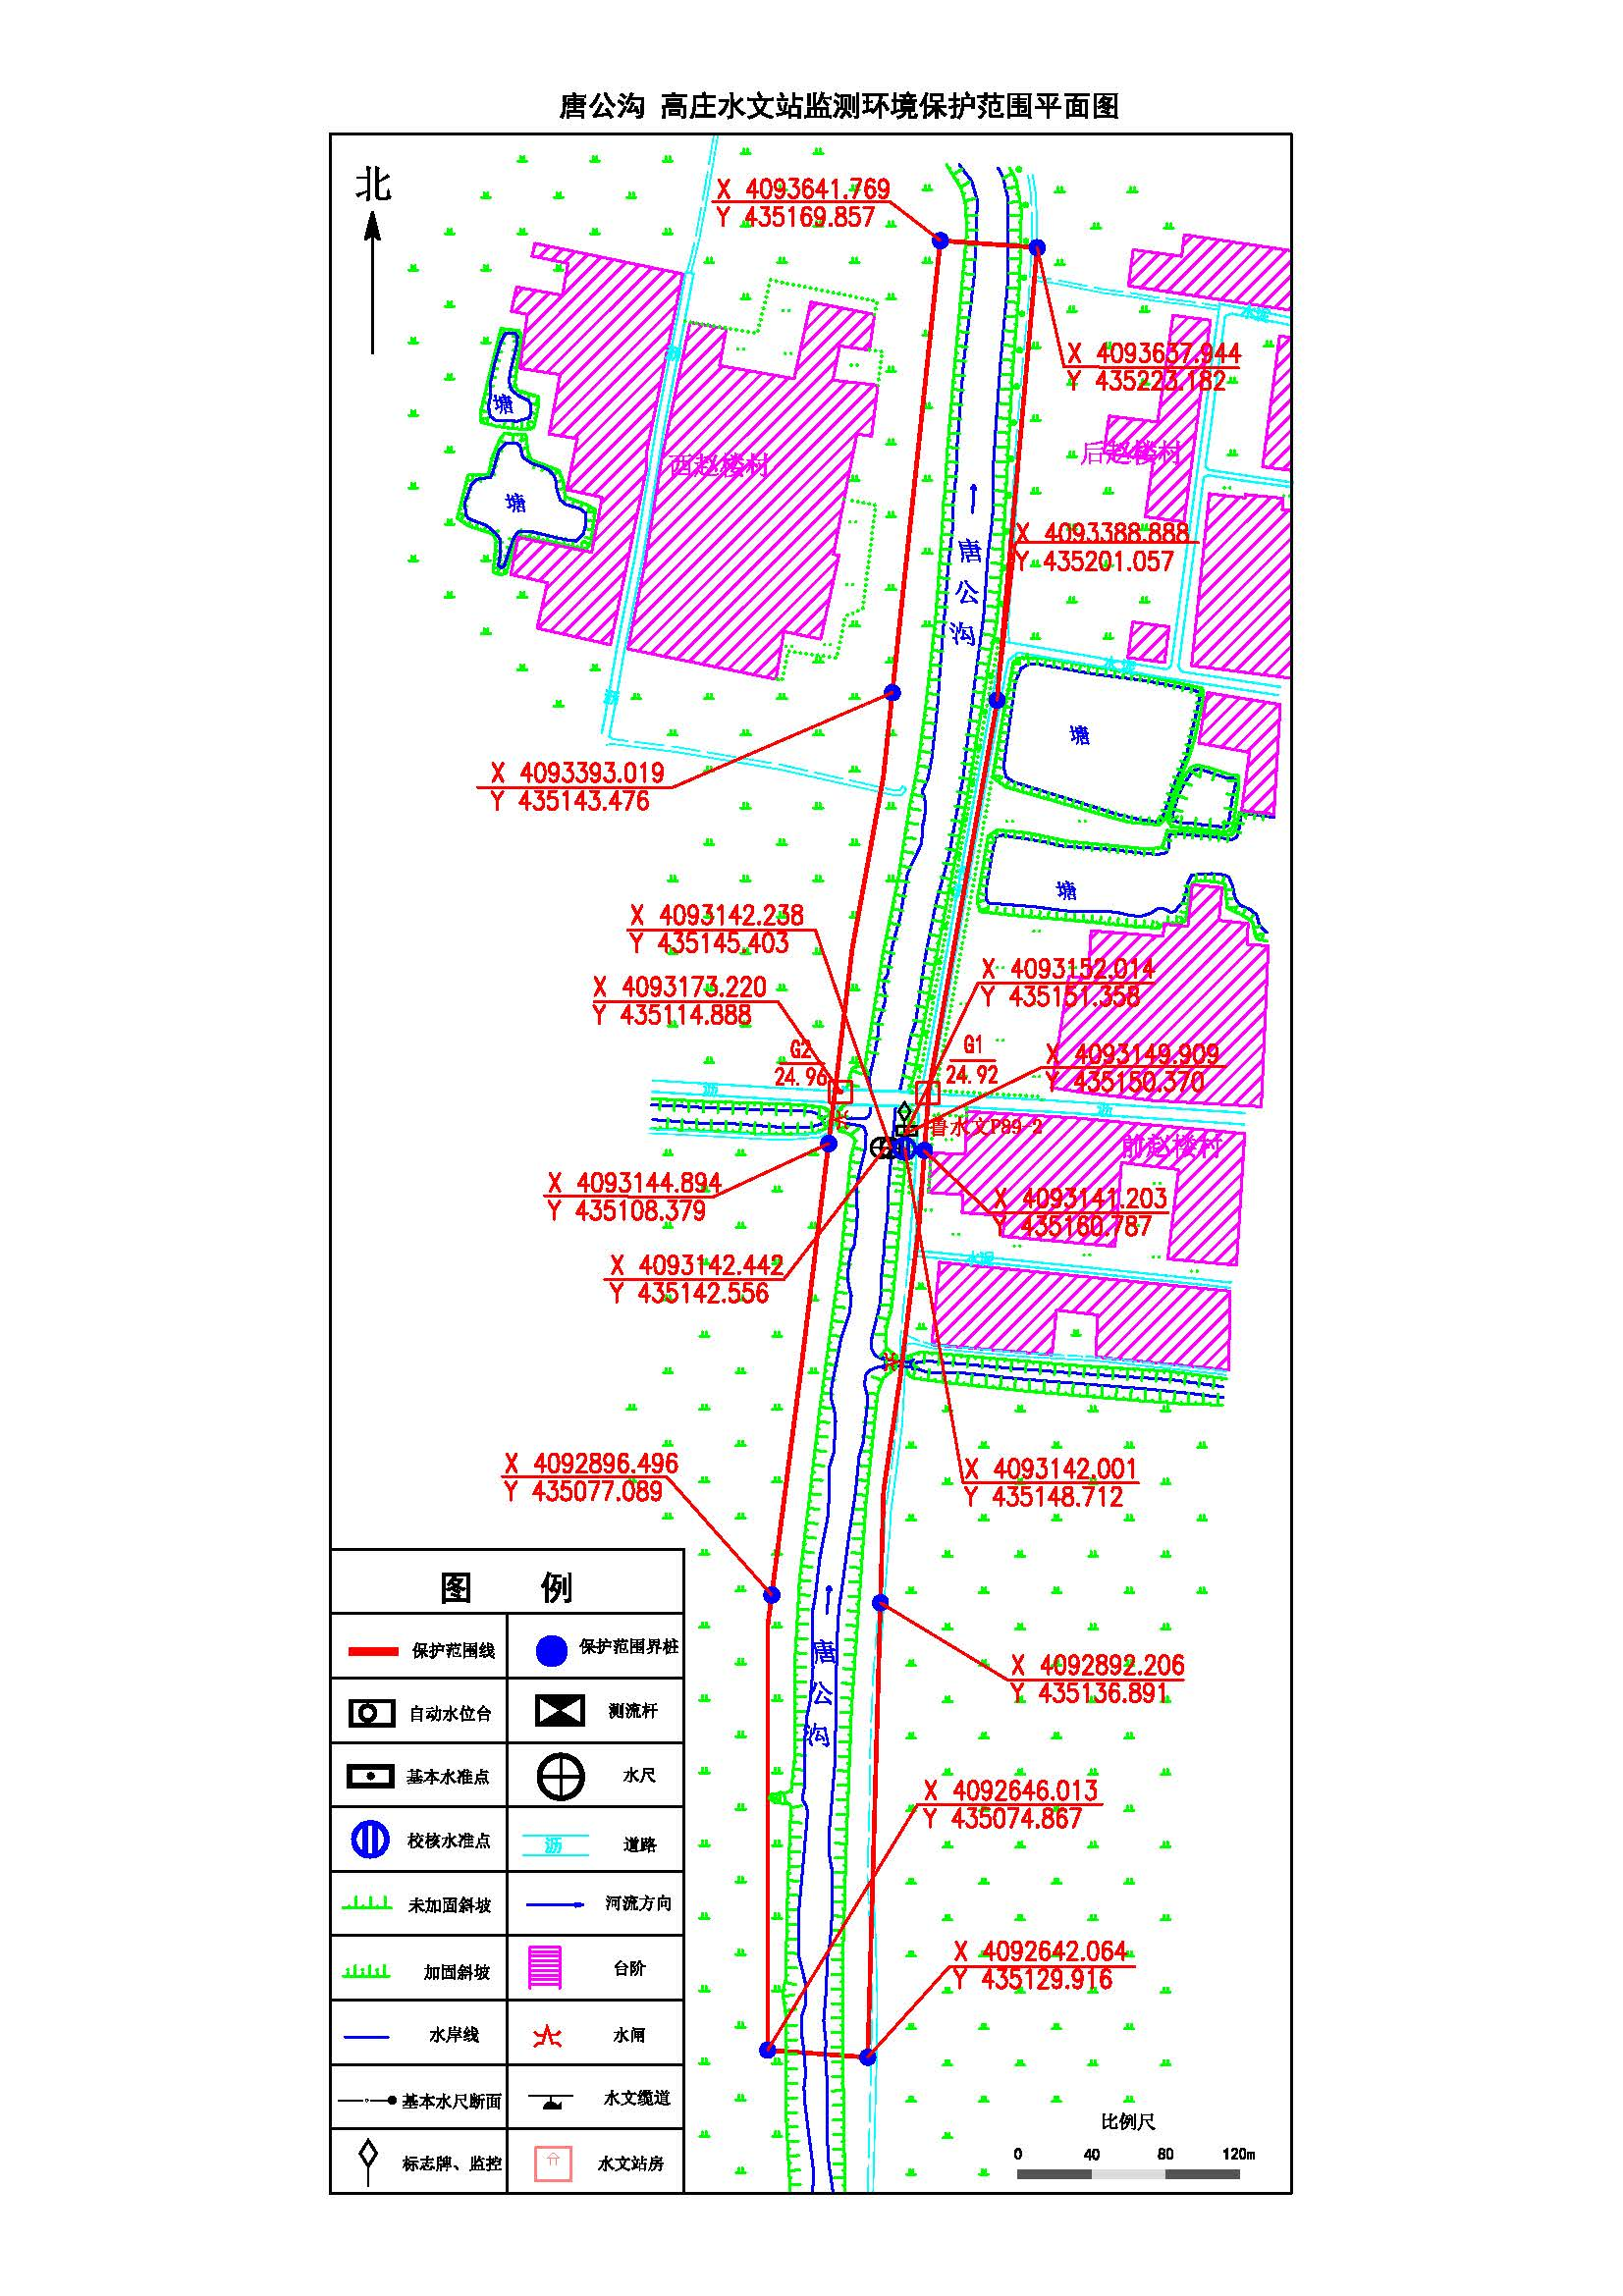 唐公沟 高庄水文站监测环境保护范围平面图
北
X 4093641.769
Y 435169.857
水泥
X 4093637.944
Y 435223.182
沥
塘
后赵楼村
西赵楼村
塘
X 4093388.888
Y 435201.057
唐
公
沟
水泥
沥
塘
X 4093393.019
Y 435143.476
塘
X 4093142.238
Y 435145.403
X 4093152.014
Y 435151.358
X 4093173.220
Y 435114.888
G2
24.96
G1
24.92
X 4093149.909
Y 435150.370
沥
沥
鲁水文P89-2
前赵楼村
X 4093144.894
Y 435108.379
X 4093141.203
Y 435160.787
水泥
X 4093142.442
Y 435142.556
X 4092896.496
Y 435077.089
X 4093142.001
Y 435148.712
唐
公
沟
X 4092892.206
Y 435136.891
X 4092646.013
Y 435074.867
X 4092642.064
Y 435129.916
图 例
保护范围线
保护范围界桩
自动水位台
测流杆
基本水准点
水尺
校核水准点
沥
道路
未加固斜坡
河流方向
加固斜坡
台阶
水岸线
水闸
基本水尺断面
水文缆道
标志牌、监控
水文站房
比例尺
0 40 80 120m